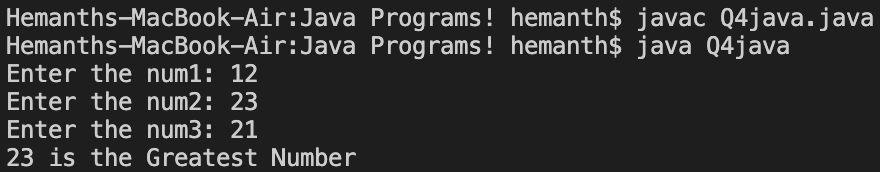 Hemanths-MacBook-Air:Java Programs! hemanth$ javac Q4java.java
Hemanths-MacBook-Air:Java Programs! hemanth$ java Q4java
Enter the num1: 12
Enter the num2: 23
Enter the num3: 21
23 is the Greatest Number